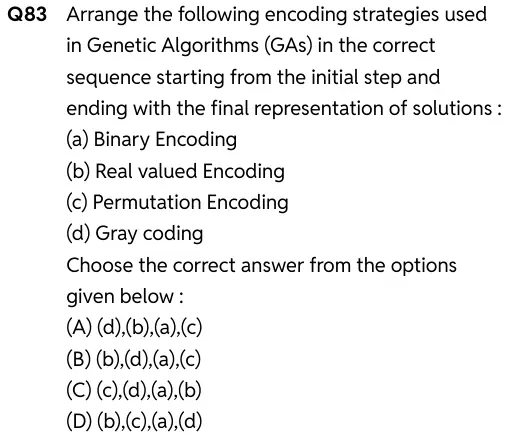 Q83 Arrange the following encoding strategies used
in Genetic Algorithms (GAs) in the correct
sequence starting from the initial step and
ending with the final representation of solutions :
(a) Binary Encoding
(b) Real valued Encoding
(c) Permutation Encoding
(d) Gray coding
Choose the correct answer from the options
given below :
(A) (d),(b),(a),(c)
(B) (b),(d),(a),(c)
(C) (c),(d),(a),(b)
(D) (b),(c),(a),(d)